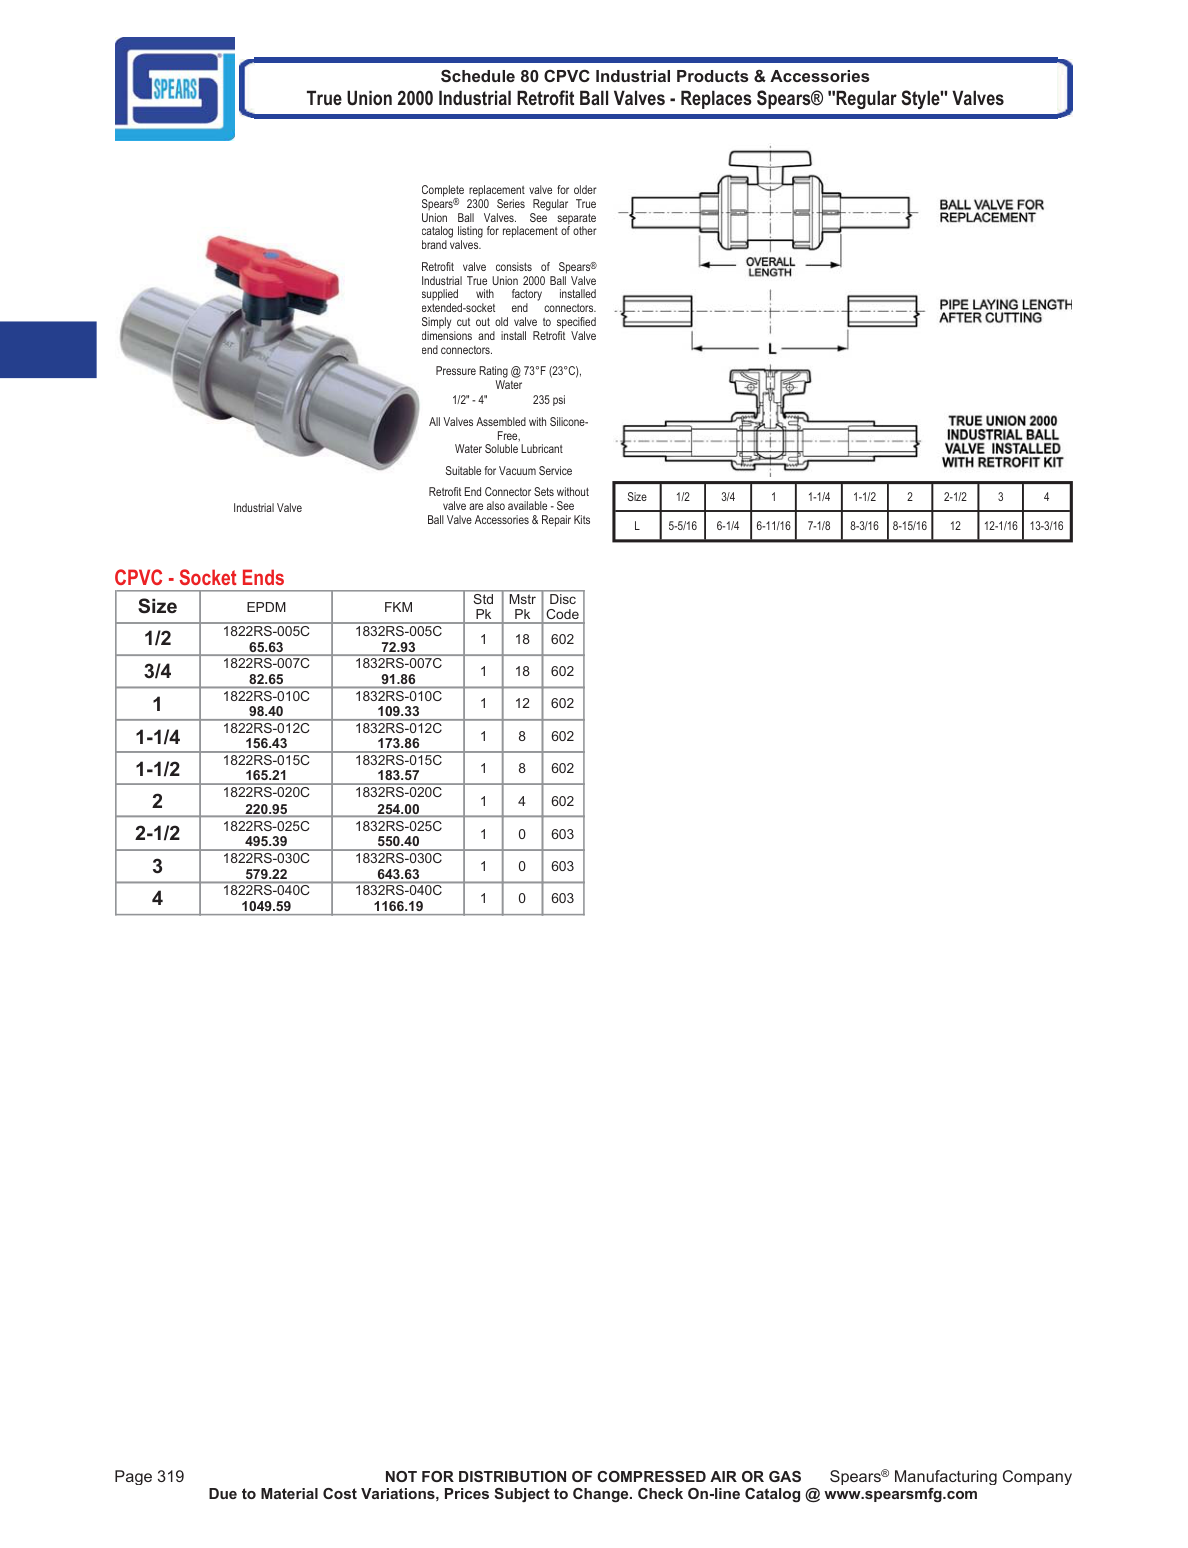 SPEARS®
Schedule 80 CPVC Industrial Products & Accessories
True Union 2000 Industrial Retrofit Ball Valves - Replaces Spears® "Regular Style" Valves
Complete replacement valve for older
Spears® 2300 Series Regular True
Union Ball Valves. See separate
catalog listing for replacement of other
brand valves.
Retrofit valve consists of Spears®
Industrial True Union 2000 Ball Valve
supplied with factory installed
extended-socket end connectors.
Simply cut out old valve to specified
dimensions and install Retrofit Valve
end connectors.
Pressure Rating @ 73°F (23°C),
Water
1/2" - 4" 235 psi
All Valves Assembled with Silicone-
Free,
Water Soluble Lubricant
Suitable for Vacuum Service
Retrofit End Connector Sets without
valve are also available - See
Ball Valve Accessories & Repair Kits
Industrial Valve
BALL VALVE FOR
REPLACEMENT
OVERALL
LENGTH
PIPE LAYING LENGTH
AFTER CUTTING
L
TRUE UNION 2000
INDUSTRIAL BALL
VALVE INSTALLED
WITH RETROFIT KIT
Size 1/2 3/4 1 1-1/4 1-1/2 2 2-1/2 3 4
L 5-5/16 6-1/4 6-11/16 7-1/8 8-3/16 8-15/16 12 12-1/16 13-3/16
CPVC - Socket Ends
Size EPDM FKM Std Pk Mstr Pk Disc Code
1/2 1822RS-005C 65.63 1832RS-005C 72.93 1 18 602
3/4 1822RS-007C 82.65 1832RS-007C 91.86 1 18 602
1 1822RS-010C 98.40 1832RS-010C 109.33 1 12 602
1-1/4 1822RS-012C 156.43 1832RS-012C 173.86 1 8 602
1-1/2 1822RS-015C 165.21 1832RS-015C 183.57 1 8 602
2 1822RS-020C 220.95 1832RS-020C 254.00 1 4 602
2-1/2 1822RS-025C 495.39 1832RS-025C 550.40 1 0 603
3 1822RS-030C 579.22 1832RS-030C 643.63 1 0 603
4 1822RS-040C 1049.59 1832RS-040C 1166.19 1 0 603
Page 319 NOT FOR DISTRIBUTION OF COMPRESSED AIR OR GAS Spears® Manufacturing Company
Due to Material Cost Variations, Prices Subject to Change. Check On-line Catalog @ www.spearsmfg.com